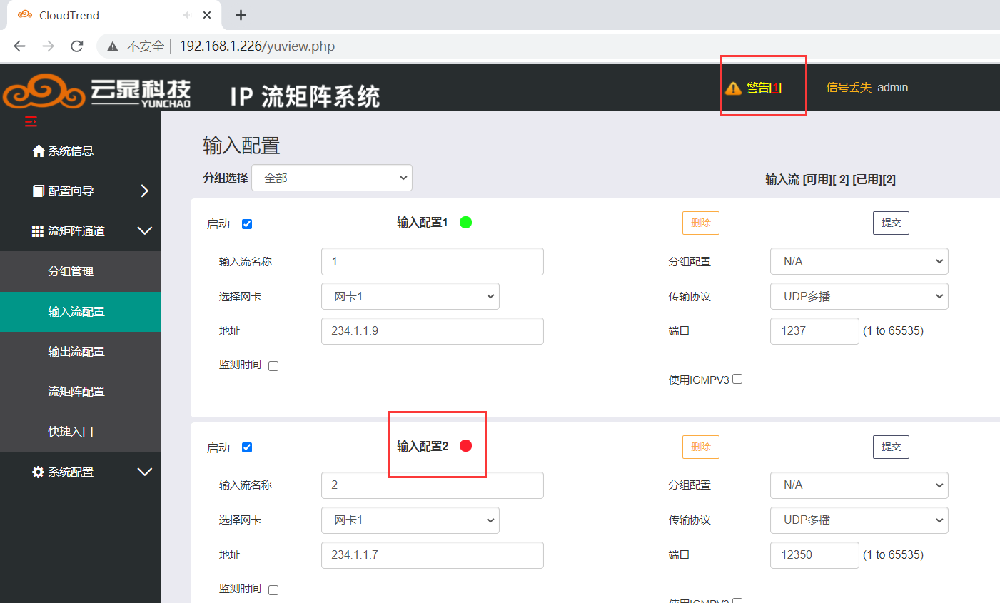 CloudTrend
不安全 | 192.168.1.226/yuview.php
云晁科技
YUNCHAO
IP 流矩阵系统
警告[1]
信号丢失 admin
系统信息
配置向导
流矩阵通道
分组管理
输入流配置
输出流配置
流矩阵配置
快捷入口
系统配置
输入配置
分组选择 全部
输入流 [可用][ 2] [已用][2]
启动 输入配置1 删除 提交
输入流名称 1 分组配置 N/A
选择网卡 网卡1 传输协议 UDP多播
地址 234.1.1.9 端口 1237 (1 to 65535)
监测时间
使用IGMPV3
启动 输入配置2 删除 提交
输入流名称 2 分组配置 N/A
选择网卡 网卡1 传输协议 UDP多播
地址 234.1.1.7 端口 12350 (1 to 65535)
监测时间
使用IGMPV3